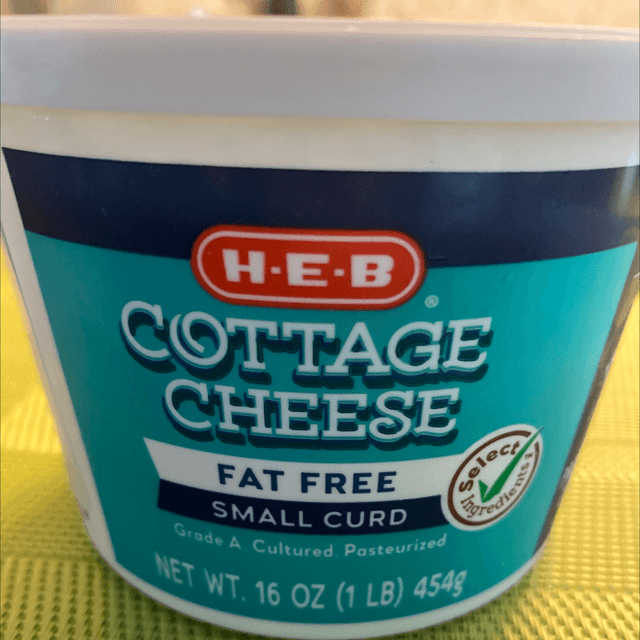 H-E-B
®
COTTAGE
CHEESE
FAT FREE
SMALL CURD
Select
Ingredients
Grade A. Cultured. Pasteurized
NET WT. 16 OZ (1 LB) 454g